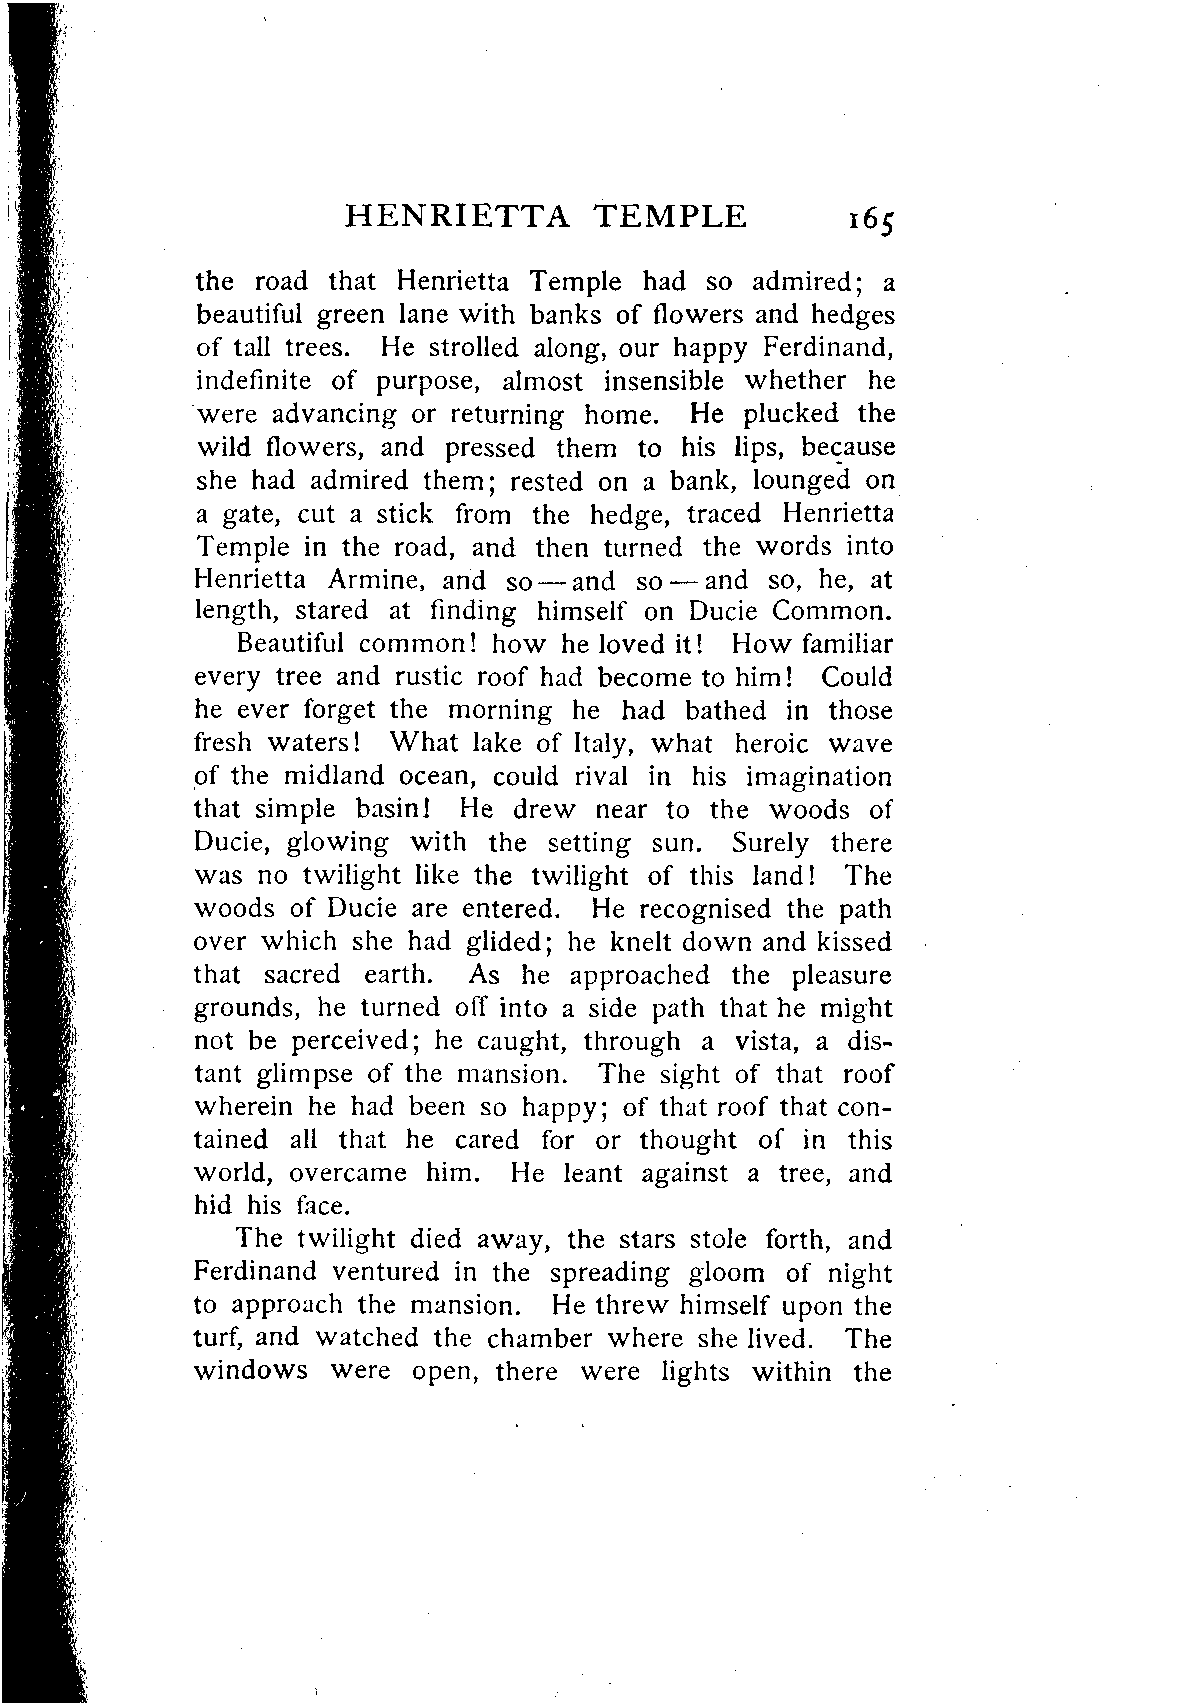 HENRIETTA TEMPLE 165
the road that Henrietta Temple had so admired; a
beautiful green lane with banks of flowers and hedges
of tall trees. He strolled along, our happy Ferdinand,
indefinite of purpose, almost insensible whether he
were advancing or returning home. He plucked the
wild flowers, and pressed them to his lips, because
she had admired them; rested on a bank, lounged on
a gate, cut a stick from the hedge, traced Henrietta
Temple in the road, and then turned the words into
Henrietta Armine, and so — and so — and so, he, at
length, stared at finding himself on Ducie Common.
Beautiful common! how he loved it! How familiar
every tree and rustic roof had become to him! Could
he ever forget the morning he had bathed in those
fresh waters! What lake of Italy, what heroic wave
of the midland ocean, could rival in his imagination
that simple basin! He drew near to the woods of
Ducie, glowing with the setting sun. Surely there
was no twilight like the twilight of this land! The
woods of Ducie are entered. He recognised the path
over which she had glided; he knelt down and kissed
that sacred earth. As he approached the pleasure
grounds, he turned off into a side path that he might
not be perceived; he caught, through a vista, a dis-
tant glimpse of the mansion. The sight of that roof
wherein he had been so happy; of that roof that con-
tained all that he cared for or thought of in this
world, overcame him. He leant against a tree, and
hid his face.
The twilight died away, the stars stole forth, and
Ferdinand ventured in the spreading gloom of night
to approach the mansion. He threw himself upon the
turf, and watched the chamber where she lived. The
windows were open, there were lights within the